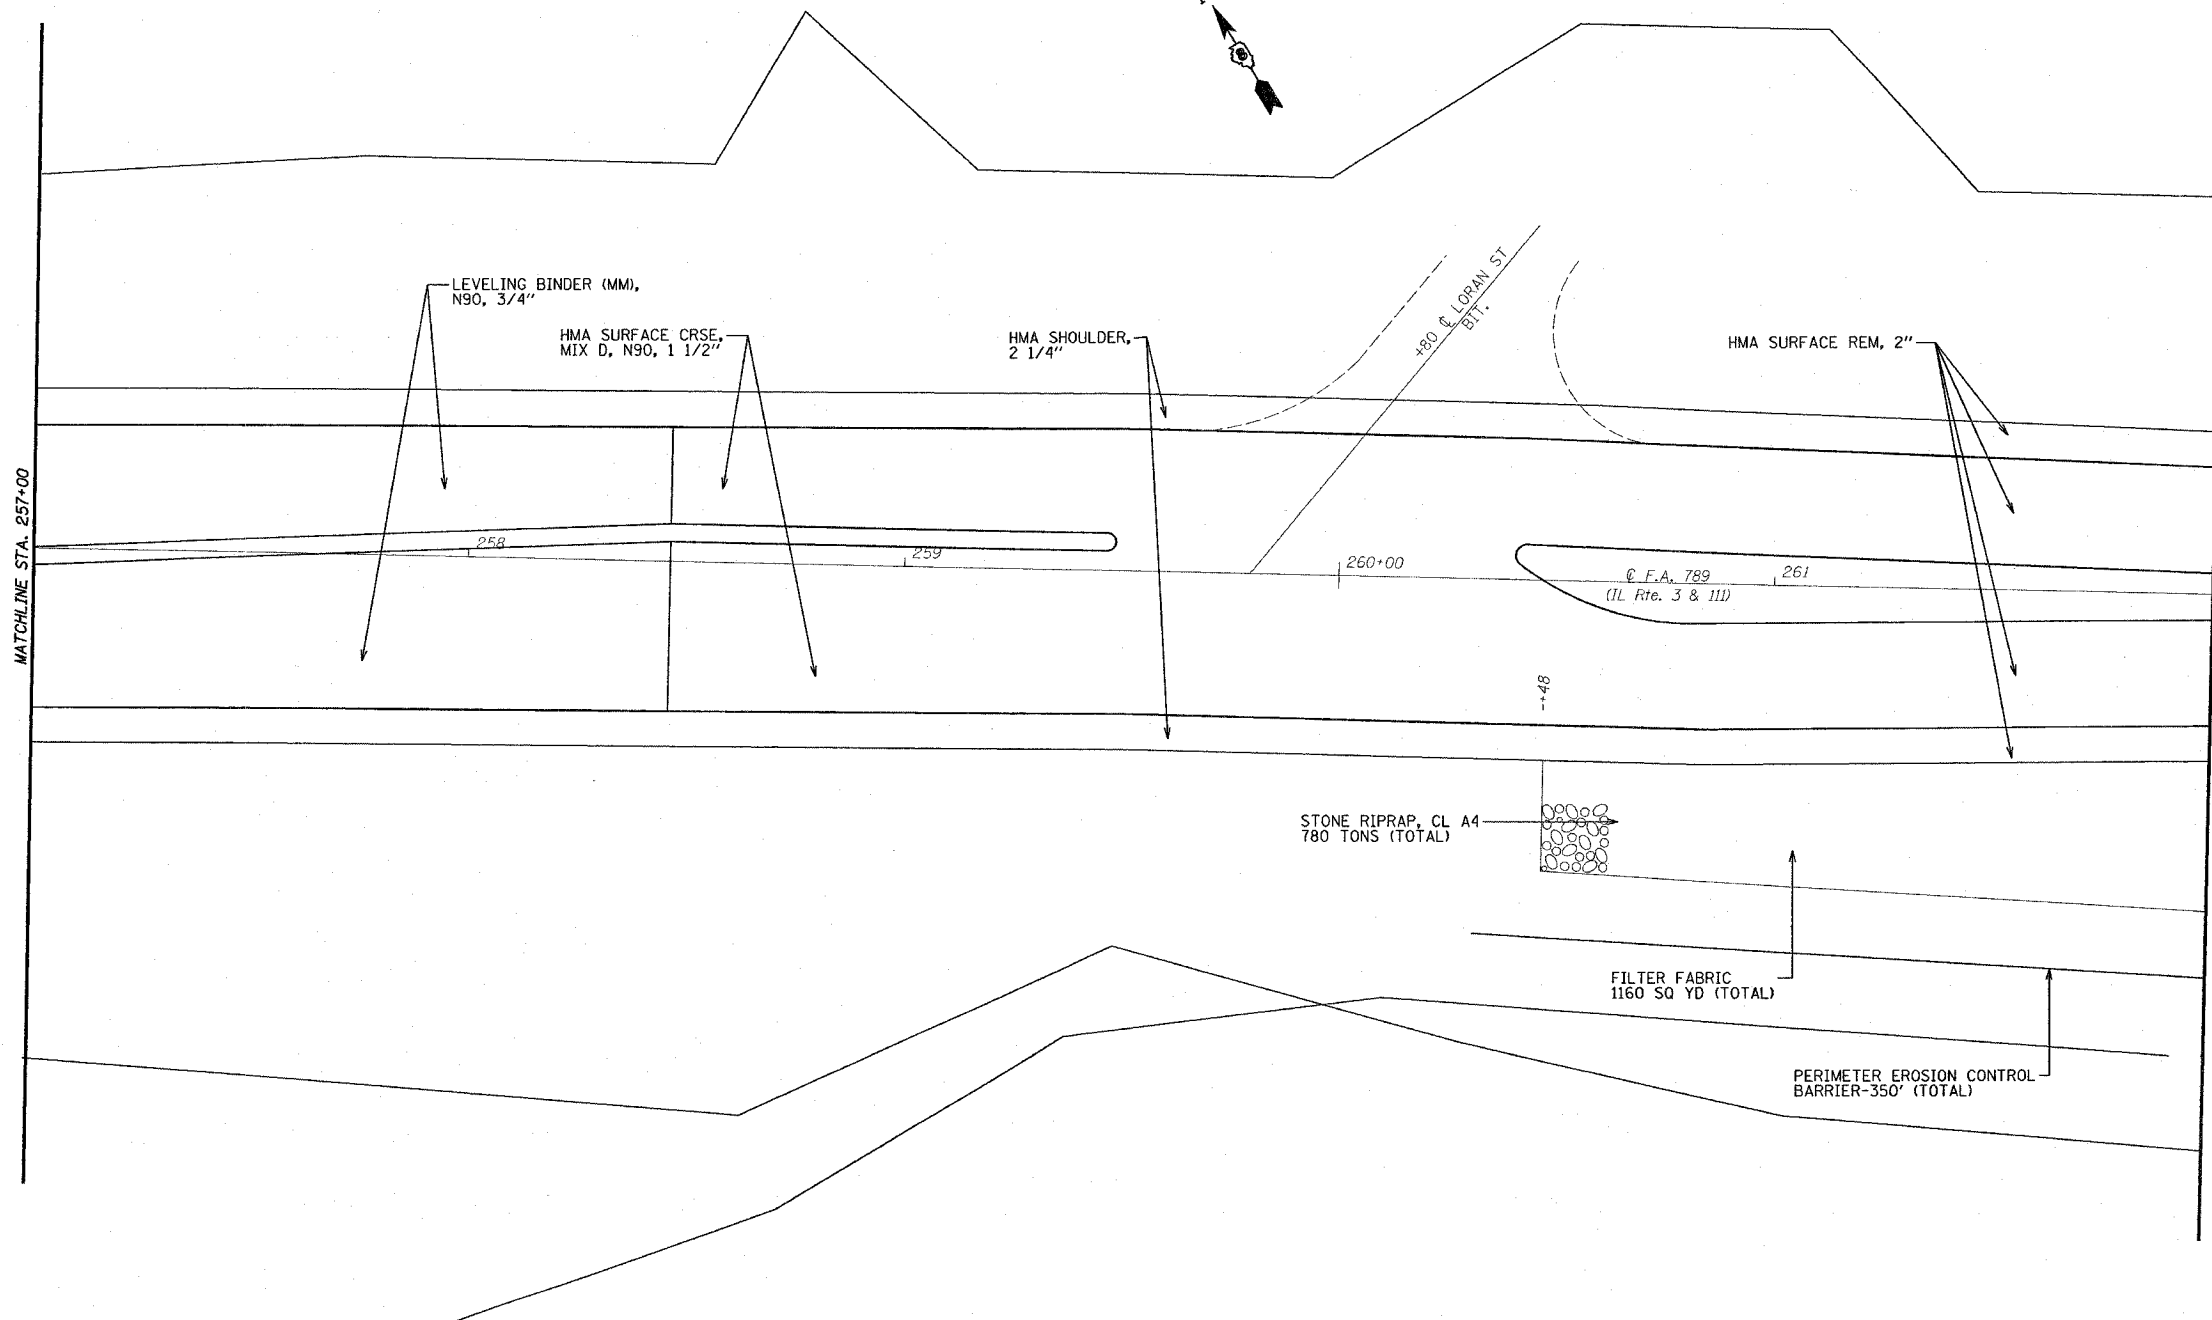 LEVELING BINDER (MM),
N90, 3/4"
HMA SURFACE CRSE,
MIX D, N90, 1 1/2"
HMA SHOULDER,
2 1/4"
+80 ℄ LORAN ST
BIT.
HMA SURFACE REM, 2"
MATCHLINE STA. 257+00
258
259
260+00
℄ F.A. 789
(IL Rte. 3 & 111)
261
+48
STONE RIPRAP, CL A4
780 TONS (TOTAL)
FILTER FABRIC
1160 SQ YD (TOTAL)
PERIMETER EROSION CONTROL
BARRIER-350' (TOTAL)